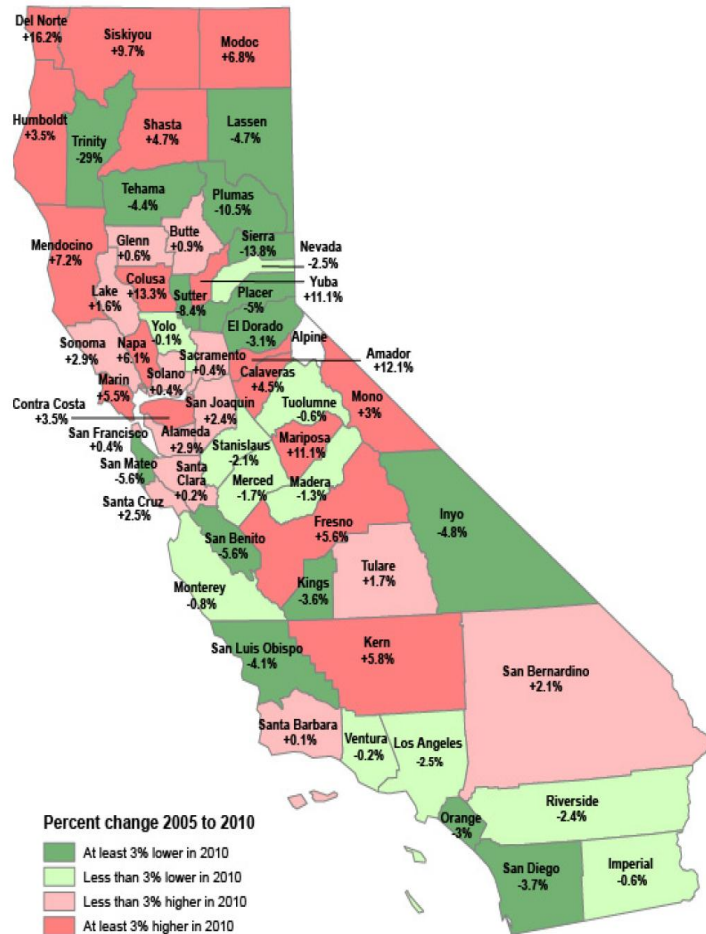 Del Norte
+16.2%
Siskiyou
+9.7%
Modoc
+6.8%
Humboldt
+3.5%
Trinity
-29%
Shasta
+4.7%
Lassen
-4.7%
Tehama
-4.4%
Plumas
-10.5%
Mendocino
+7.2%
Glenn
+0.6%
Butte
+0.9%
Sierra
-13.8%
Nevada
-2.5%
Yuba
+11.1%
Lake
+1.6%
Colusa
+13.3%
Sutter
-8.4%
Placer
-5%
El Dorado
-3.1%
Alpine
Sonoma
+2.9%
Napa
+6.1%
Yolo
-0.1%
Sacramento
+0.4%
Amador
+12.1%
Marin
+5.5%
Solano
+0.4%
Calaveras
+4.5%
Mono
+3%
Contra Costa
+3.5%
San Joaquin
+2.4%
Tuolumne
-0.6%
San Francisco
+0.4%
Alameda
+2.9%
Stanislaus
-2.1%
Mariposa
+11.1%
San Mateo
-5.6%
Santa
Clara
+0.2%
Merced
-1.7%
Madera
-1.3%
Santa Cruz
+2.5%
Fresno
+5.6%
Inyo
-4.8%
San Benito
-5.6%
Monterey
-0.8%
Kings
-3.6%
Tulare
+1.7%
San Luis Obispo
-4.1%
Kern
+5.8%
San Bernardino
+2.1%
Santa Barbara
+0.1%
Ventura
-0.2%
Los Angeles
-2.5%
Riverside
-2.4%
Orange
-3%
San Diego
-3.7%
Imperial
-0.6%
Percent change 2005 to 2010
At least 3% lower in 2010
Less than 3% lower in 2010
Less than 3% higher in 2010
At least 3% higher in 2010